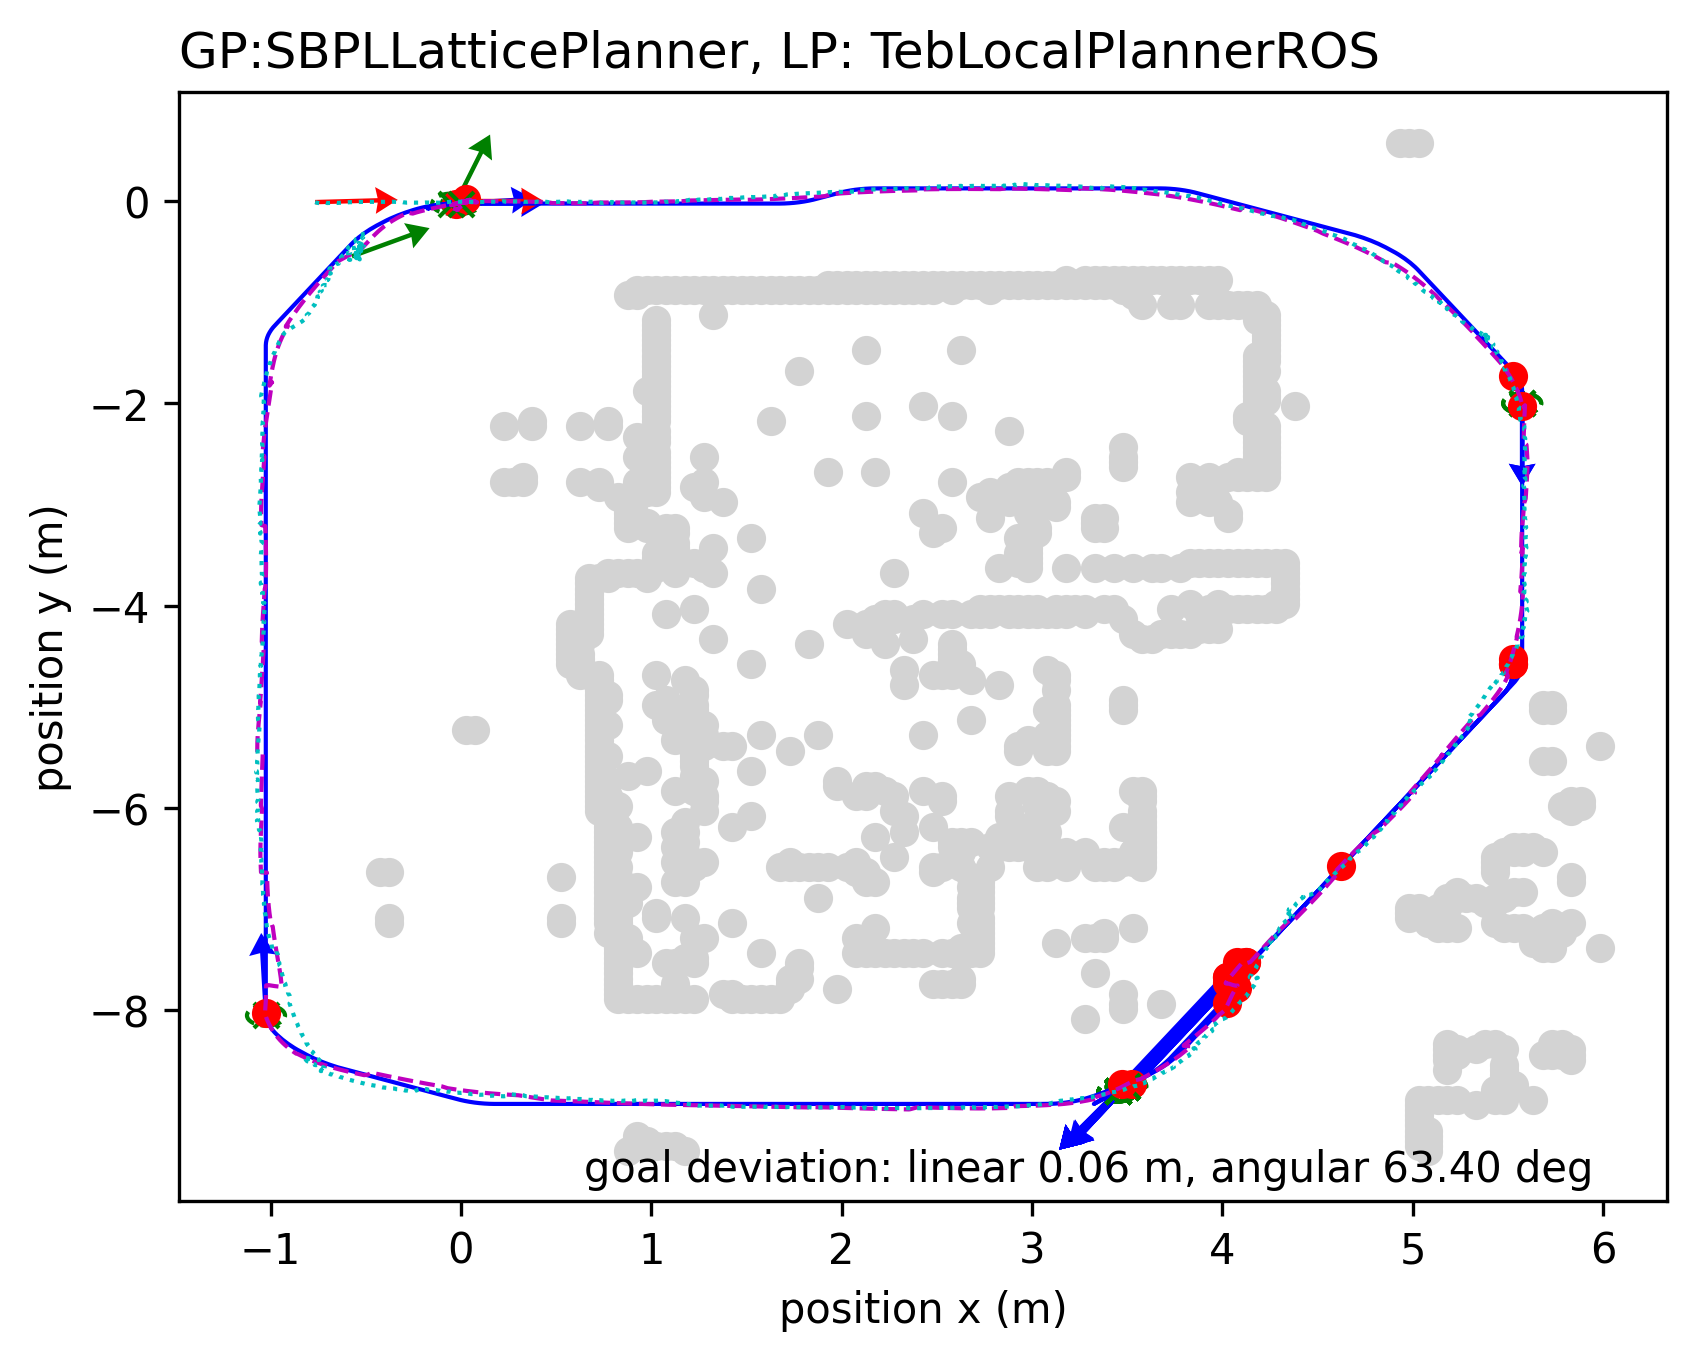 GP:SBPLLatticePlanner, LP: TebLocalPlannerROS
0
−2
−4
−6
−8
position y (m)
goal deviation: linear 0.06 m, angular 63.40 deg
−1 0 1 2 3 4 5 6
position x (m)